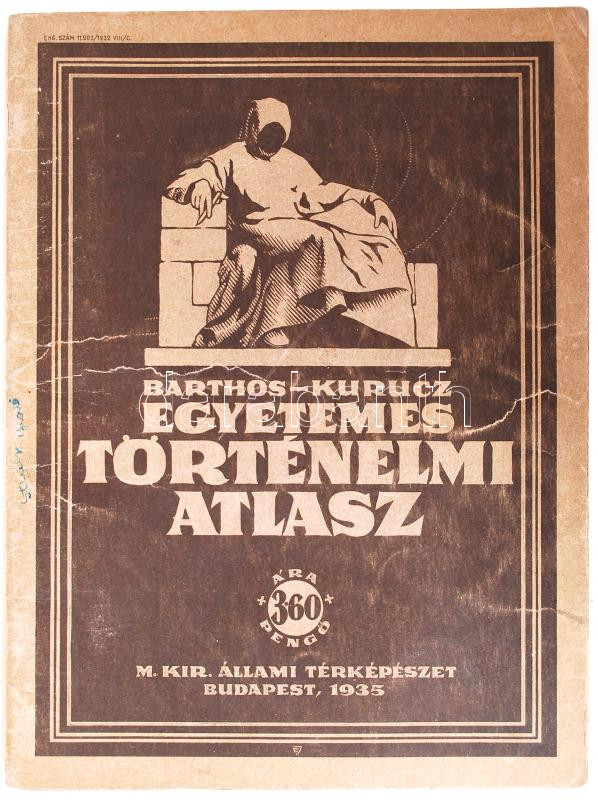 ENG. SZÁM 11.903/1932 VIII/C.
BARTHOS-KURUCZ
darabanth
EGYETEMES
TÖRTÉNELMI
ATLASZ
ÁRA
3·60
PENGŐ
M. KIR. ÁLLAMI TÉRKÉPÉSZET
BUDAPEST, 1935